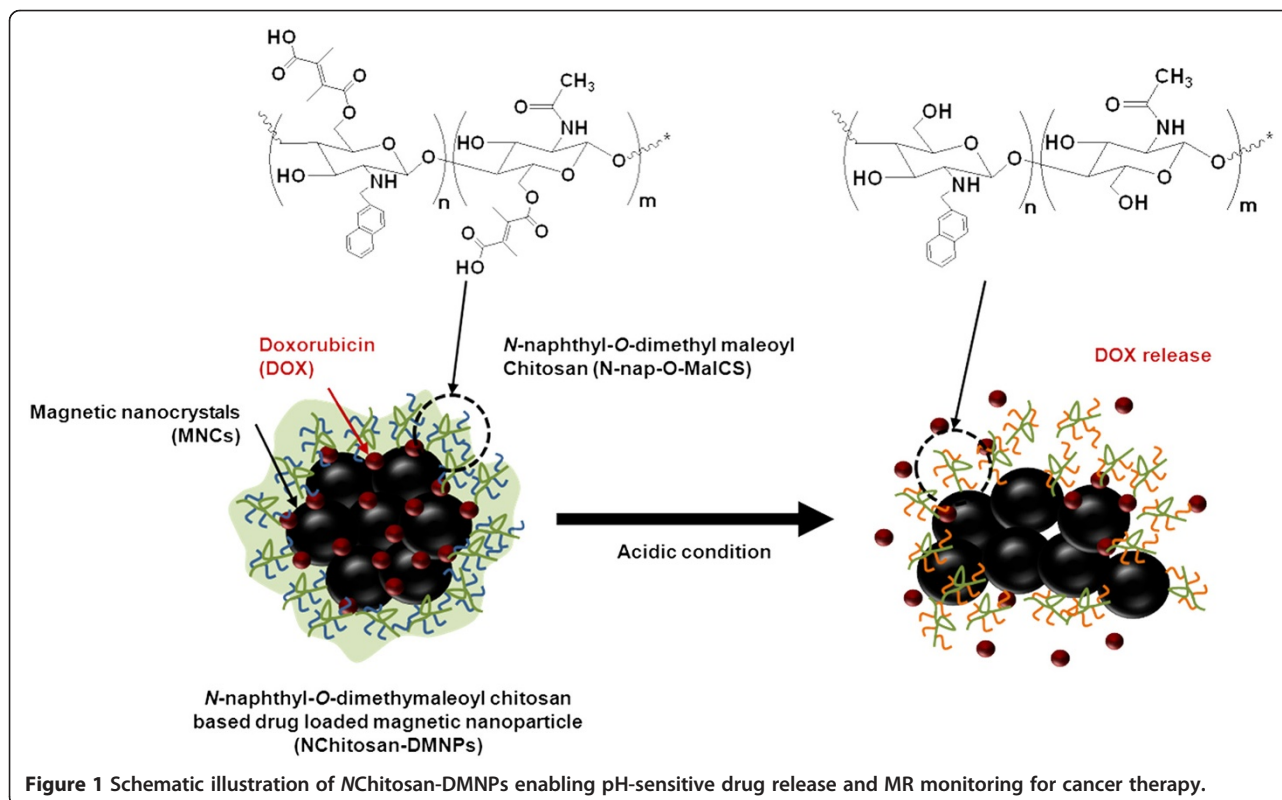 HO
O
O
O
O
HO
O
HO
NH
O
n
O
CH3
NH
HO
O
O
O
O
O
O
HO
*
m
OH
O
HO
HO
NH
O
n
O
CH3
NH
HO
O
O
OH
*
m
Doxorubicin
(DOX)
N-naphthyl-O-dimethyl maleoyl
Chitosan (N-nap-O-MalCS)
DOX release
Magnetic nanocrystals
(MNCs)
Acidic condition
N-naphthyl-O-dimethymaleoyl chitosan
based drug loaded magnetic nanoparticle
(NChitosan-DMNPs)
Figure 1 Schematic illustration of NChitosan-DMNPs enabling pH-sensitive drug release and MR monitoring for cancer therapy.